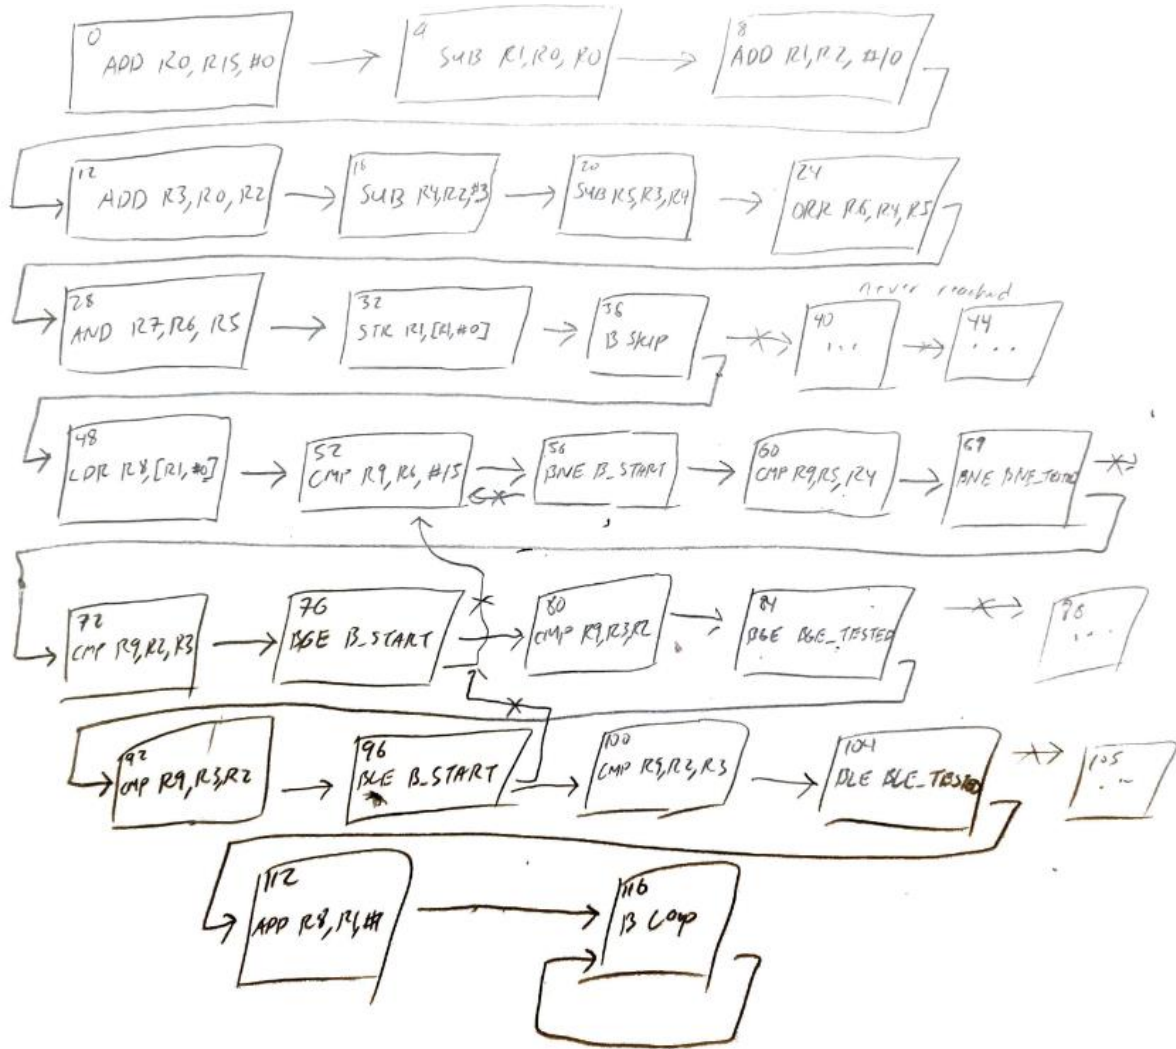 0
ADD R0, R15, #0
4
SUB R1, R0, R0
8
ADD R1, R2, #10
12
ADD R3, R0, R2
16
SUB R4, R2, #3
20
SUB R5, R3, R4
24
ORR R6, R4, R5
28
AND R7, R6, R5
32
STR R1, [R1, #0]
36
B SKIP
never reached
40
...
44
...
48
LDR R8, [R1, #0]
52
CMP R9, R6, #15
56
BNE B_START
60
CMP R9, R5, R4
BNE BNE_TESTED
72
CMP R9, R2, R3
76
BGE B_START
80
CMP R9, R3, R2
84
BGE BGE_TESTED
...
92
CMP R9, R3, R2
96
BLE B_START
100
CMP R9, R2, R3
104
BLE BLE_TESTED
105
112
ADD R8, R1, #1
116
B Loop